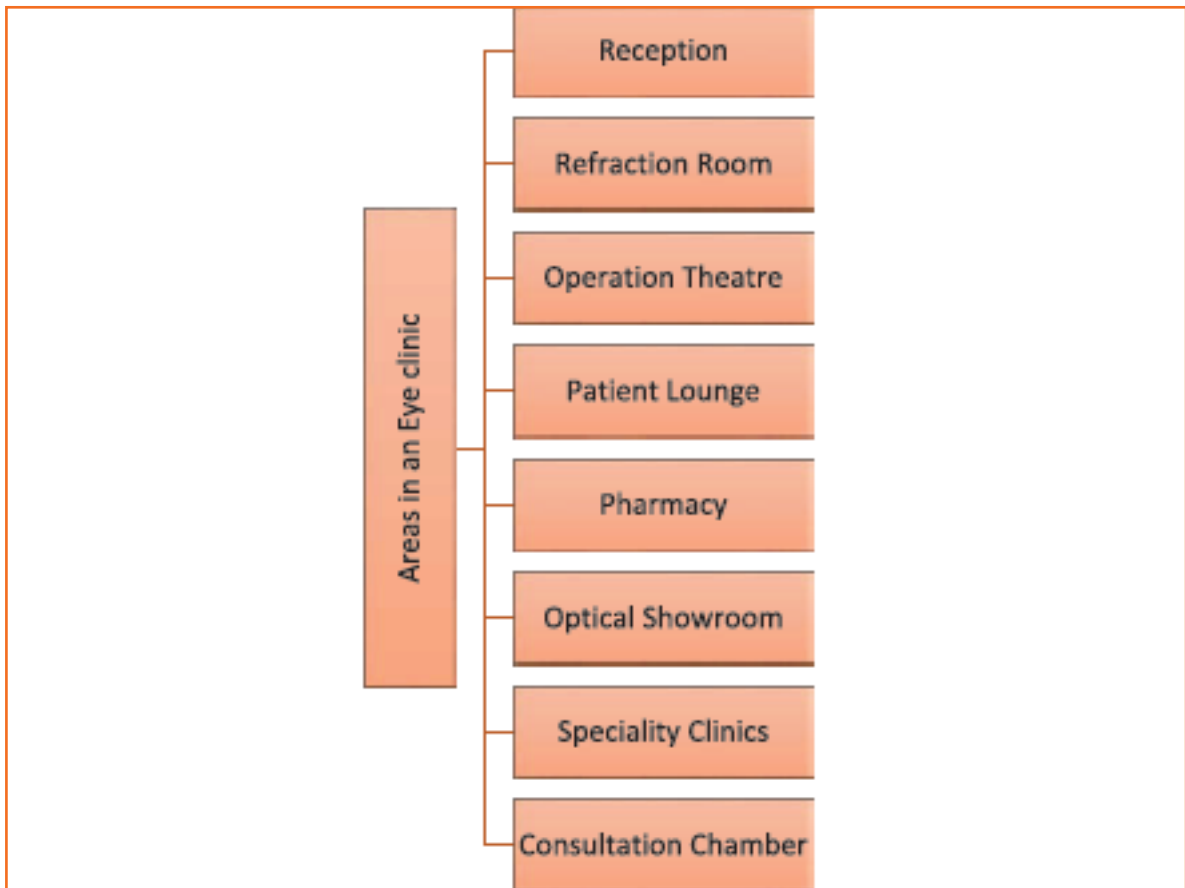 Areas in an Eye clinic
Reception
Refraction Room
Operation Theatre
Patient Lounge
Pharmacy
Optical Showroom
Speciality Clinics
Consultation Chamber